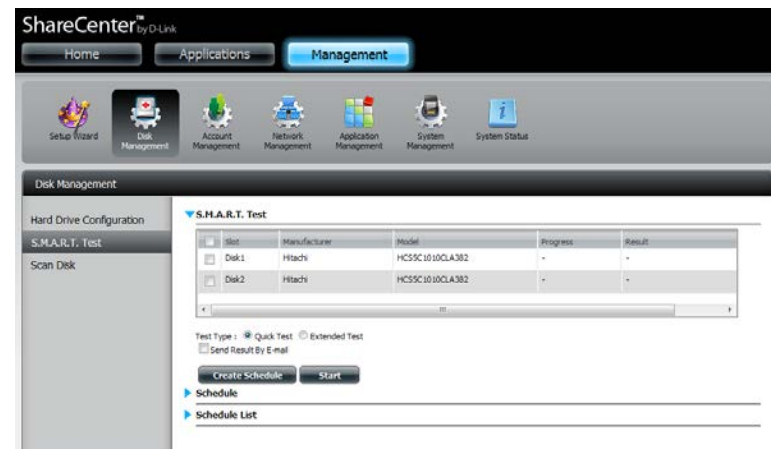 ShareCenter™ by D-Link
Home Applications Management
Setup Wizard
Disk Management
Account Management
Network Management
Application Management
System Management
System Status
Disk Management
Hard Drive Configuration
S.M.A.R.T. Test
Scan Disk
S.M.A.R.T. Test
Slot Manufacturer Model Progress Result
Disk1 Hitachi HCS5C1010CLA382 - -
Disk2 Hitachi HCS5C1010CLA382 - -
Test Type : Quick Test Extended Test
Send Result By E-mail
Create Schedule Start
Schedule
Schedule List